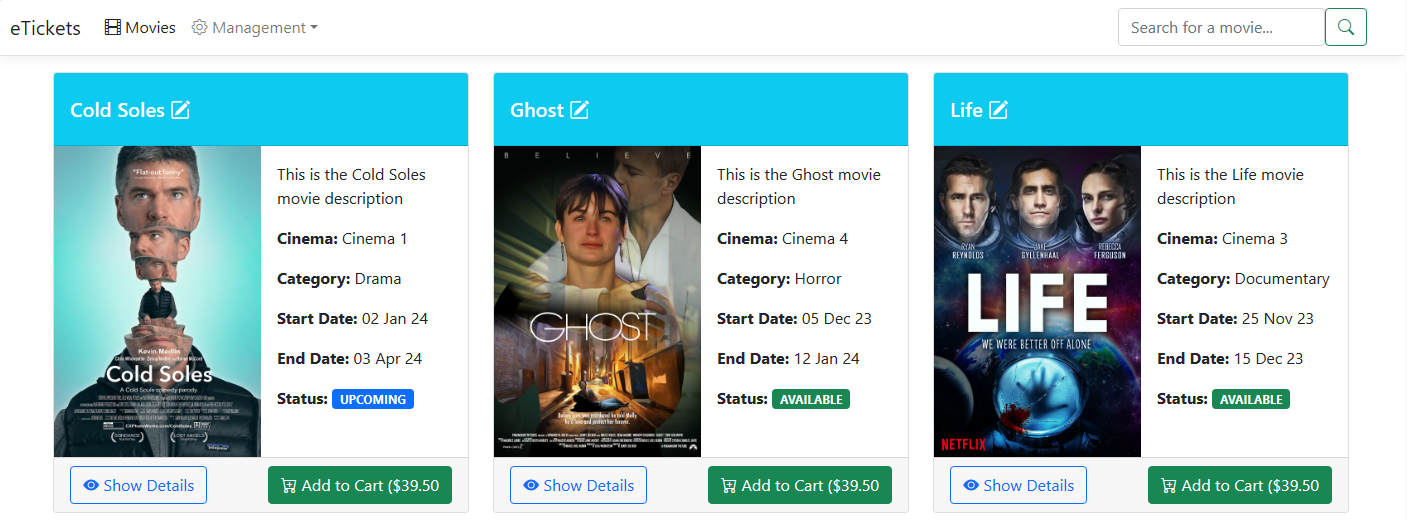 eTickets Movies Management Search for a movie...
Cold Soles
"Flat-out funny"
This is the Cold Soles
movie description
Cinema: Cinema 1
Category: Drama
Start Date: 02 Jan 24
End Date: 03 Apr 24
Status: UPCOMING
Kevin Merlin
Cold Soles
A Cold Souls comedy parody.
SUNDANCE
LOST ANGELES
Show Details
Add to Cart ($39.50
Ghost
BELIEVE
This is the Ghost movie
description
Cinema: Cinema 4
Category: Horror
Start Date: 05 Dec 23
End Date: 12 Jan 24
Status: AVAILABLE
GHOST
Show Details
Add to Cart ($39.50
Life
RYAN REYNOLDS
JAKE GYLLENHAAL
REBECCA FERGUSON
LIFE
WE WERE BETTER OFF ALONE
NETFLIX
This is the Life movie
description
Cinema: Cinema 3
Category: Documentary
Start Date: 25 Nov 23
End Date: 15 Dec 23
Status: AVAILABLE
Show Details
Add to Cart ($39.50